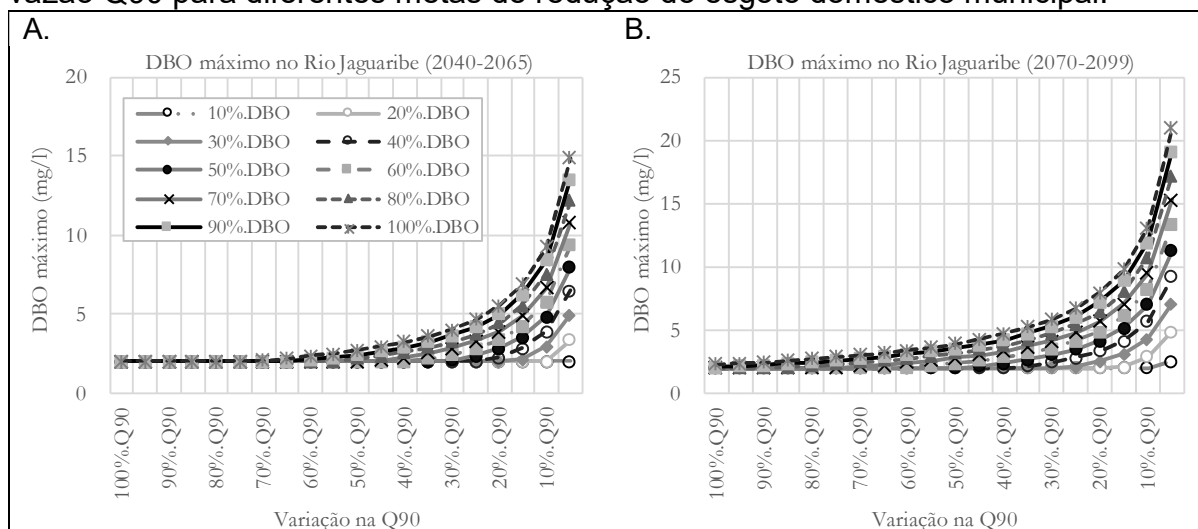 vazão Q90 para diferentes metas de redução do esgoto doméstico municipal.
A.
DBO máximo no Rio Jaguaribe (2040-2065)
DBO máximo (mg/l)
20
15
10
5
0
10%.DBO
20%.DBO
30%.DBO
40%.DBO
50%.DBO
60%.DBO
70%.DBO
80%.DBO
90%.DBO
100%.DBO
100%.Q90
90%.Q90
80%.Q90
70%.Q90
60%.Q90
50%.Q90
40%.Q90
30%.Q90
20%.Q90
10%.Q90
Variação na Q90
B.
DBO máximo no Rio Jaguaribe (2070-2099)
DBO máximo (mg/l)
25
20
15
10
5
0
100%.Q90
90%.Q90
80%.Q90
70%.Q90
60%.Q90
50%.Q90
40%.Q90
30%.Q90
20%.Q90
10%.Q90
Variação na Q90